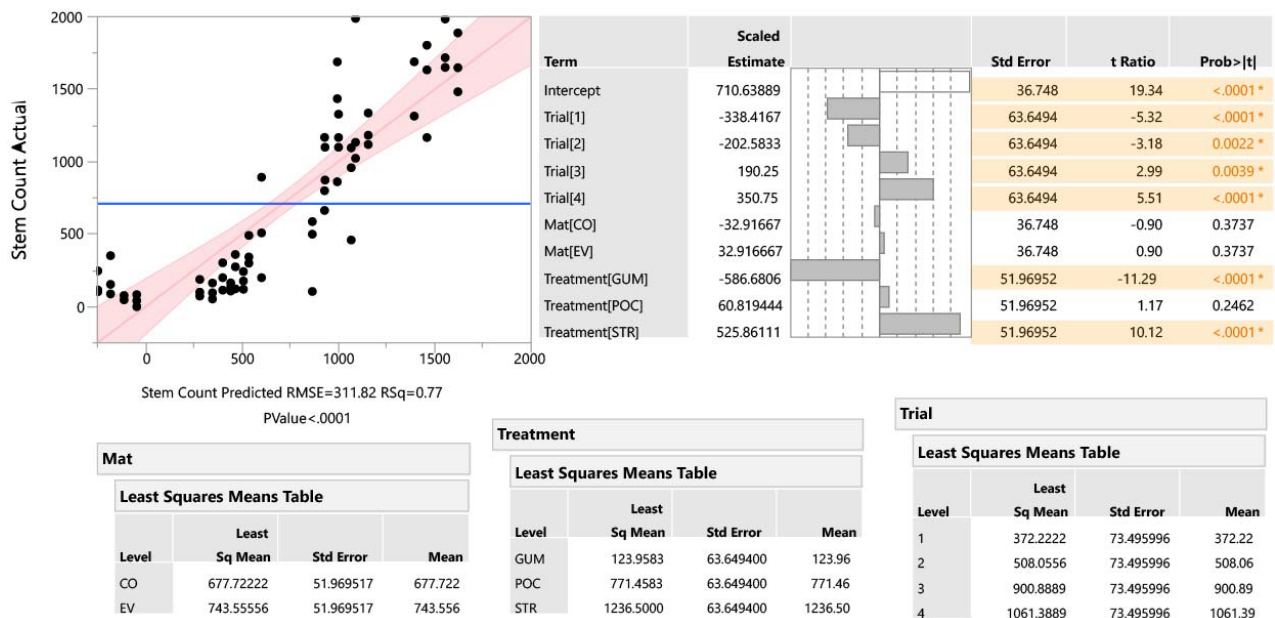 2000
1500
1000
500
0
Stem Count Actual
0 500 1000 1500 2000
Stem Count Predicted RMSE=311.82 RSq=0.77
PValue<.0001
Scaled
Term Estimate Std Error t Ratio Prob>|t|
Intercept 710.63889 36.748 19.34 <.0001 *
Trial[1] -338.4167 63.6494 -5.32 <.0001 *
Trial[2] -202.5833 63.6494 -3.18 0.0022 *
Trial[3] 190.25 63.6494 2.99 0.0039 *
Trial[4] 350.75 63.6494 5.51 <.0001 *
Mat[CO] -32.91667 36.748 -0.90 0.3737
Mat[EV] 32.916667 36.748 0.90 0.3737
Treatment[GUM] -586.6806 51.96952 -11.29 <.0001 *
Treatment[POC] 60.819444 51.96952 1.17 0.2462
Treatment[STR] 525.86111 51.96952 10.12 <.0001 *
Mat
Least Squares Means Table
Least
Level Sq Mean Std Error Mean
CO 677.72222 51.969517 677.722
EV 743.55556 51.969517 743.556
Treatment
Least Squares Means Table
Least
Level Sq Mean Std Error Mean
GUM 123.9583 63.649400 123.96
POC 771.4583 63.649400 771.46
STR 1236.5000 63.649400 1236.50
Trial
Least Squares Means Table
Least
Level Sq Mean Std Error Mean
1 372.2222 73.495996 372.22
2 508.0556 73.495996 508.06
3 900.8889 73.495996 900.89
4 1061.3889 73.495996 1061.39